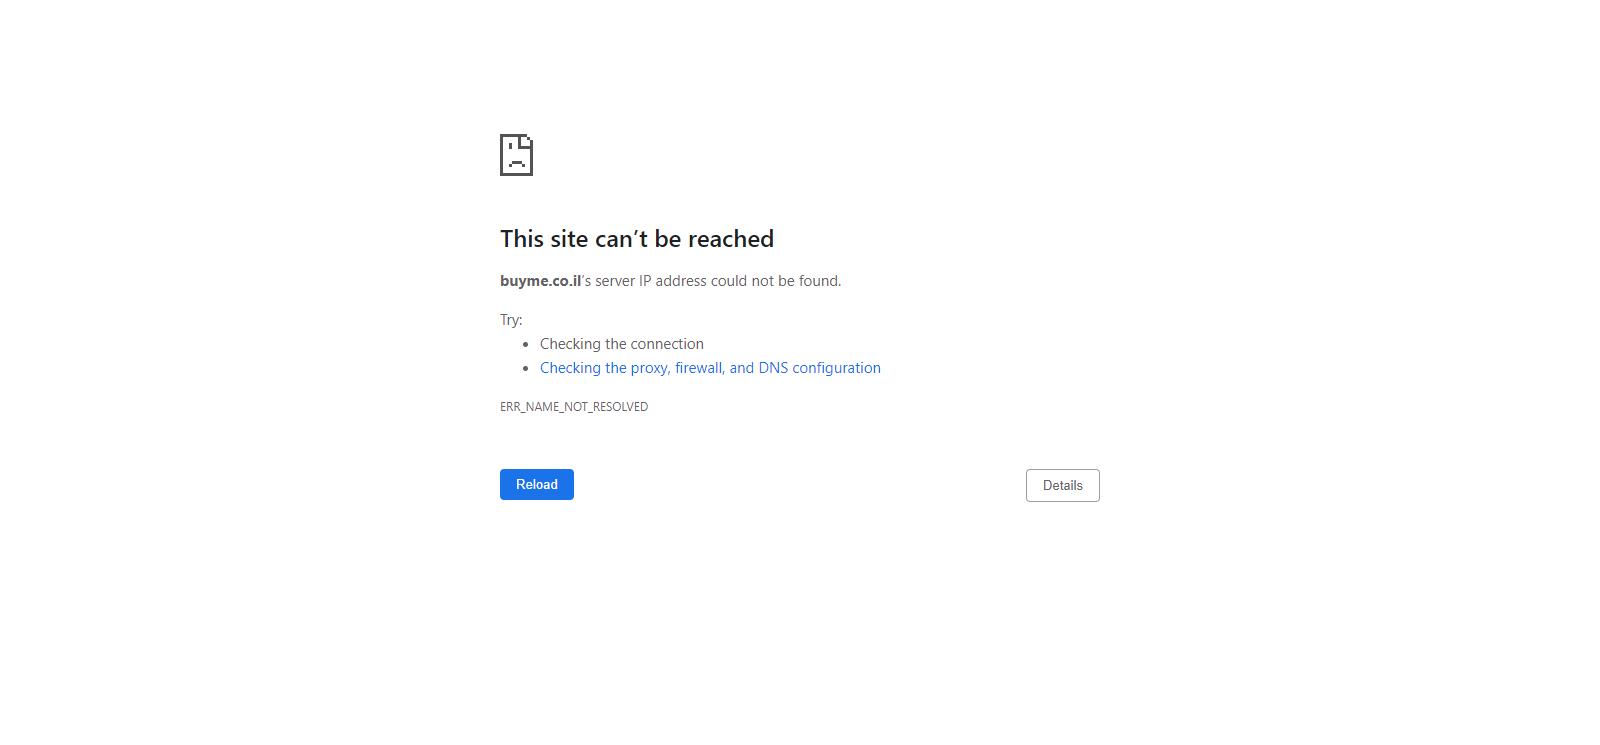 This site can’t be reached
buyme.co.il’s server IP address could not be found.
Try:
• Checking the connection
• Checking the proxy, firewall, and DNS configuration
ERR_NAME_NOT_RESOLVED
Reload
Details